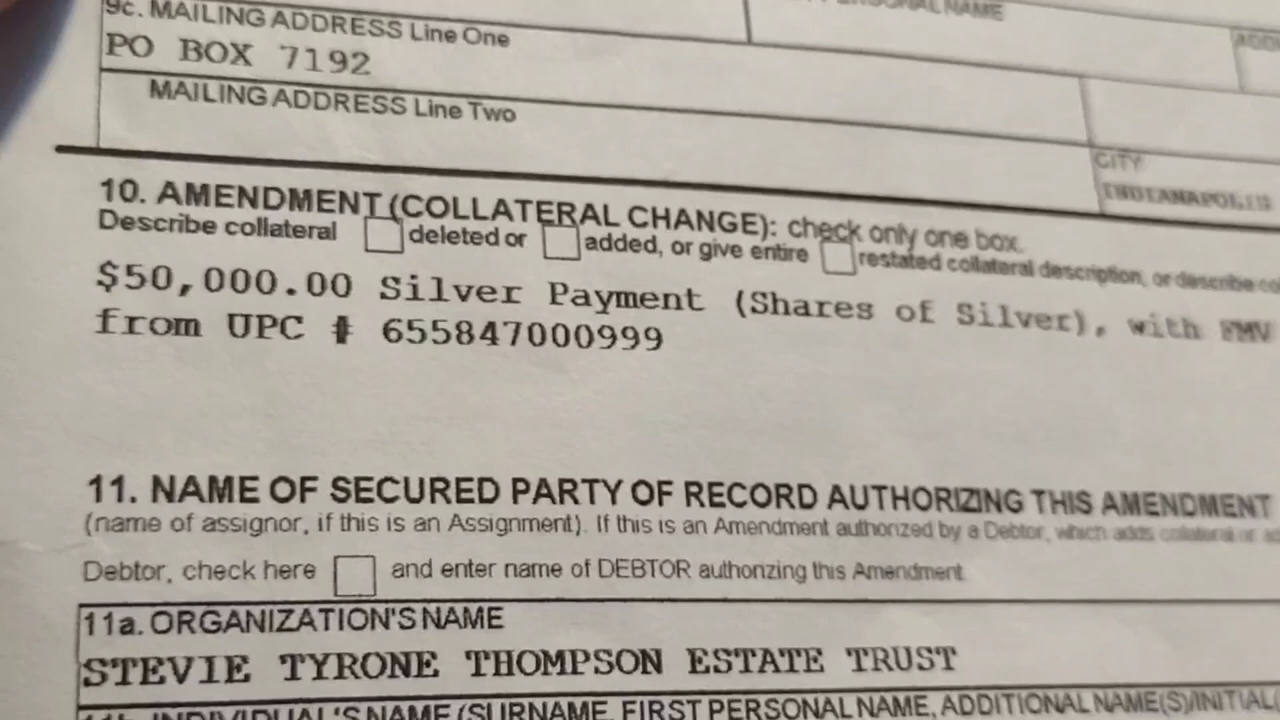 9c. MAILING ADDRESS Line One
PERSONAL NAME
PO BOX 7192
MAILING ADDRESS Line Two
CITY
INDIANAPOLIS
10. AMENDMENT (COLLATERAL CHANGE): check only one box.
Describe collateral deleted or added, or give entire restated collateral description, or describe
$50,000.00 Silver Payment (Shares of Silver), with FMV
from UPC # 655847000999
11. NAME OF SECURED PARTY OF RECORD AUTHORIZING THIS AMENDMENT
(name of assignor, if this is an Assignment). If this is an Amendment authorized by a Debtor, which adds collateral or
Debtor, check here and enter name of DEBTOR authorizing this Amendment
11a. ORGANIZATION'S NAME
STEVIE TYRONE THOMPSON ESTATE TRUST
11b. INDIVIDUAL'S NAME (SURNAME, FIRST PERSONAL NAME, ADDITIONAL NAME(S)/INITIAL(